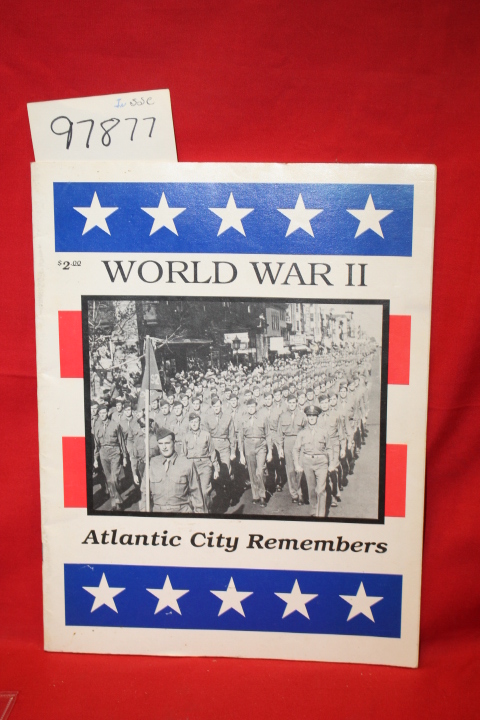 97877
$2.00
WORLD WAR II
Atlantic City Remembers